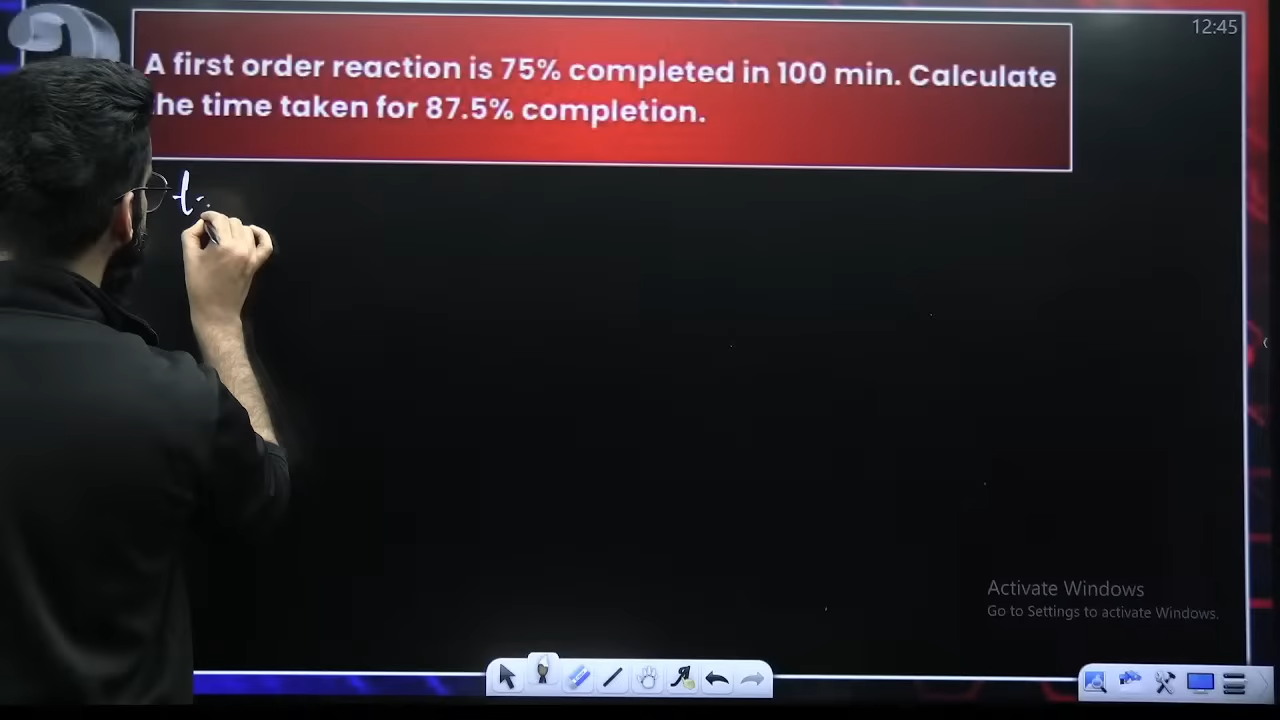 12:45
A first order reaction is 75% completed in 100 min. Calculate
he time taken for 87.5% completion.
t
Activate Windows
Go to Settings to activate Windows.